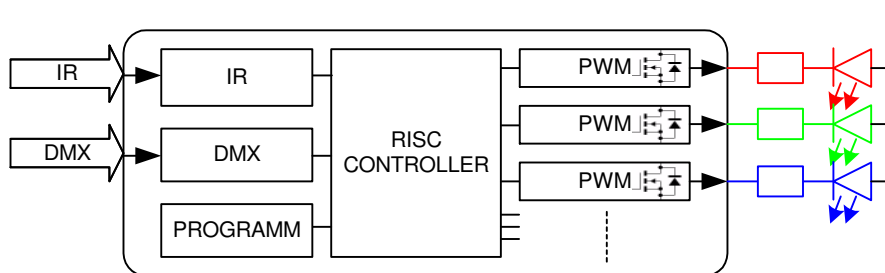 IR
IR
PWM
DMX
DMX
RISC
CONTROLLER
PWM
PROGRAMM
PWM